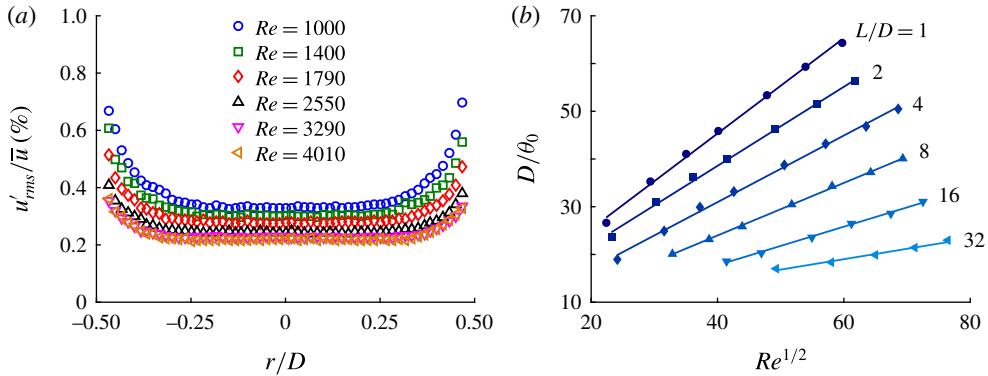 (a)
1.0
0.8
0.6
0.4
0.2
0
u′rms/u̅ (%)
Re = 1000
Re = 1400
Re = 1790
Re = 2550
Re = 3290
Re = 4010
−0.50 −0.25 0 0.25 0.50
r/D
(b)
70
50
30
10
D/θ0
L/D = 1
2
4
8
16
32
20 40 60 80
Re1/2